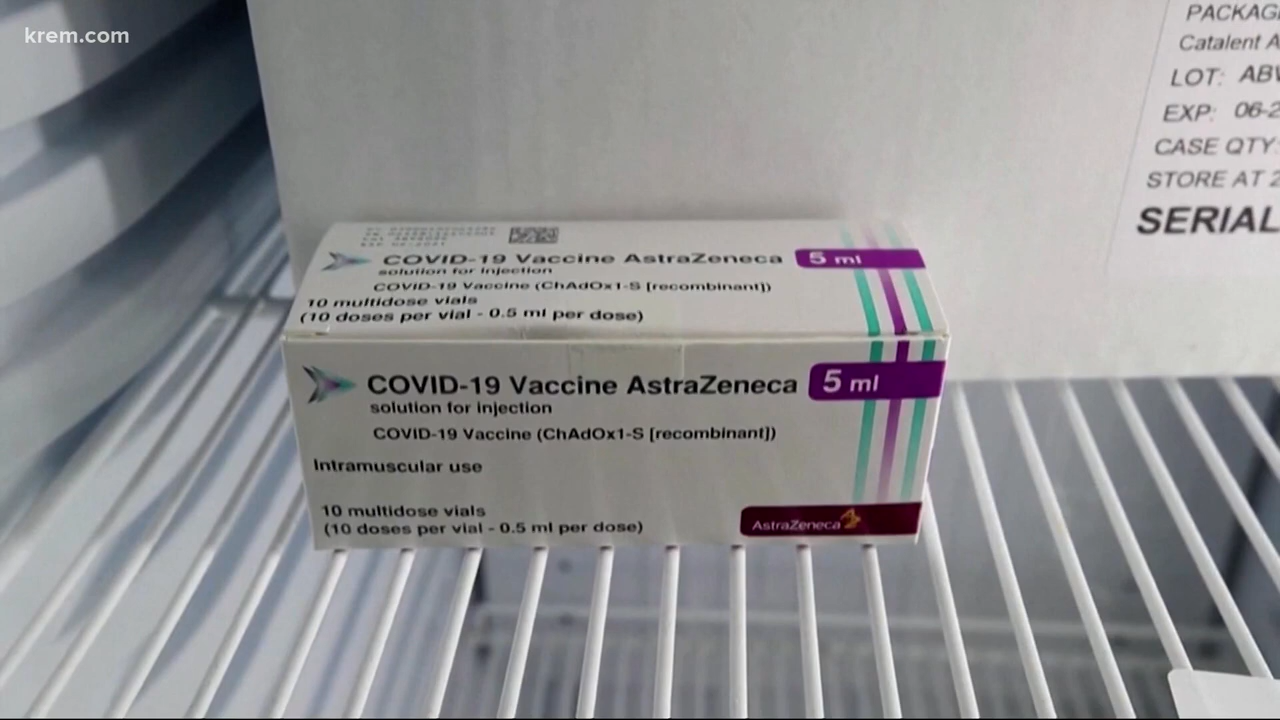 krem.com
PACKAG
Catalent A
LOT: ABV
EXP: 06-2
CASE QTY:
STORE AT 2
SERIAL
COVID-19 Vaccine AstraZeneca 5 ml
solution for injection
COVID-19 Vaccine (ChAdOx1-S [recombinant])
10 multidose vials
(10 doses per vial - 0.5 ml per dose)
COVID-19 Vaccine AstraZeneca 5 ml
solution for injection
COVID-19 Vaccine (ChAdOx1-S [recombinant])
Intramuscular use
10 multidose vials
(10 doses per vial - 0.5 ml per dose)
AstraZeneca